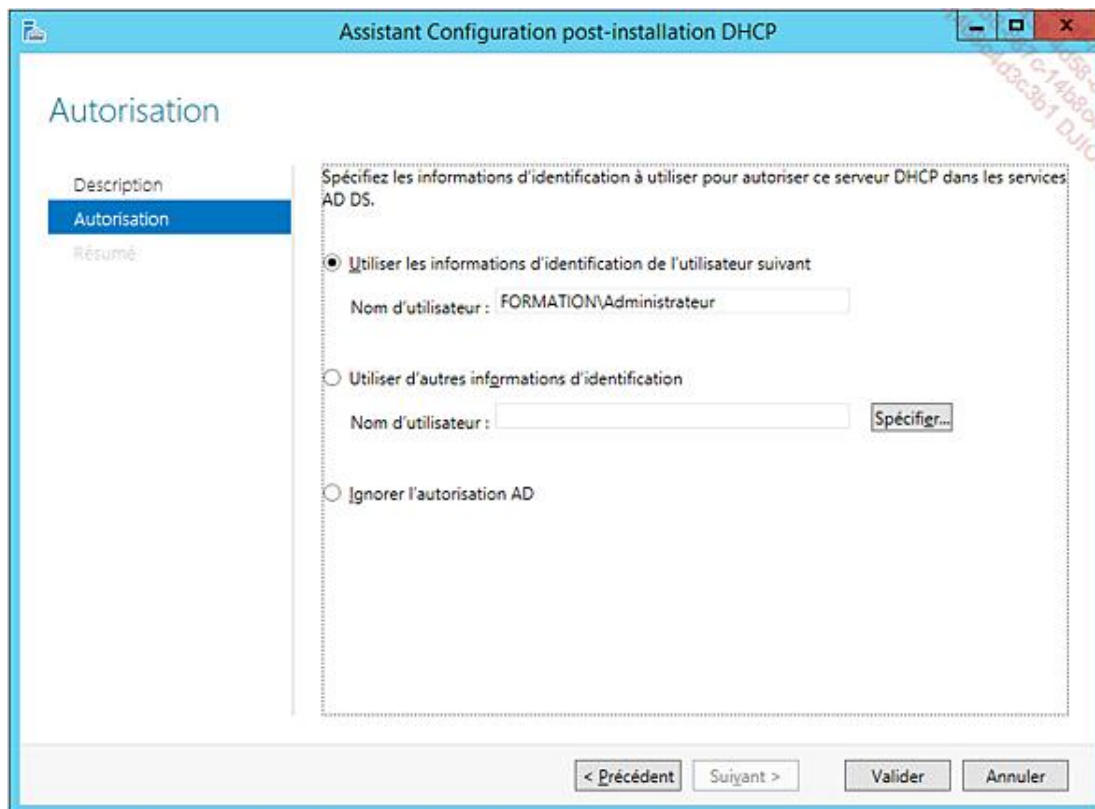 Assistant Configuration post-installation DHCP
Autorisation
Description
Autorisation
Résumé
Spécifiez les informations d'identification à utiliser pour autoriser ce serveur DHCP dans les services
AD DS.
Utiliser les informations d'identification de l'utilisateur suivant
Nom d'utilisateur : FORMATION\Administrateur
Utiliser d'autres informations d'identification
Nom d'utilisateur :
Spécifier...
Ignorer l'autorisation AD
< Précédent
Suivant >
Valider
Annuler